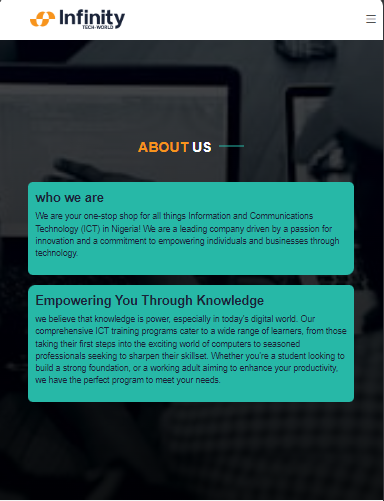 Infinity
TECH-WORLD
ABOUT US
who we are
We are your one-stop shop for all things Information and Communications
Technology (ICT) in Nigeria! We are a leading company driven by a passion for
innovation and a commitment to empowering individuals and businesses through
technology.
Empowering You Through Knowledge
we believe that knowledge is power, especially in today's digital world. Our
comprehensive ICT training programs cater to a wide range of learners, from those
taking their first steps into the exciting world of computers to seasoned
professionals seeking to sharpen their skillset. Whether you're a student looking to
build a strong foundation, or a working adult aiming to enhance your productivity,
we have the perfect program to meet your needs.